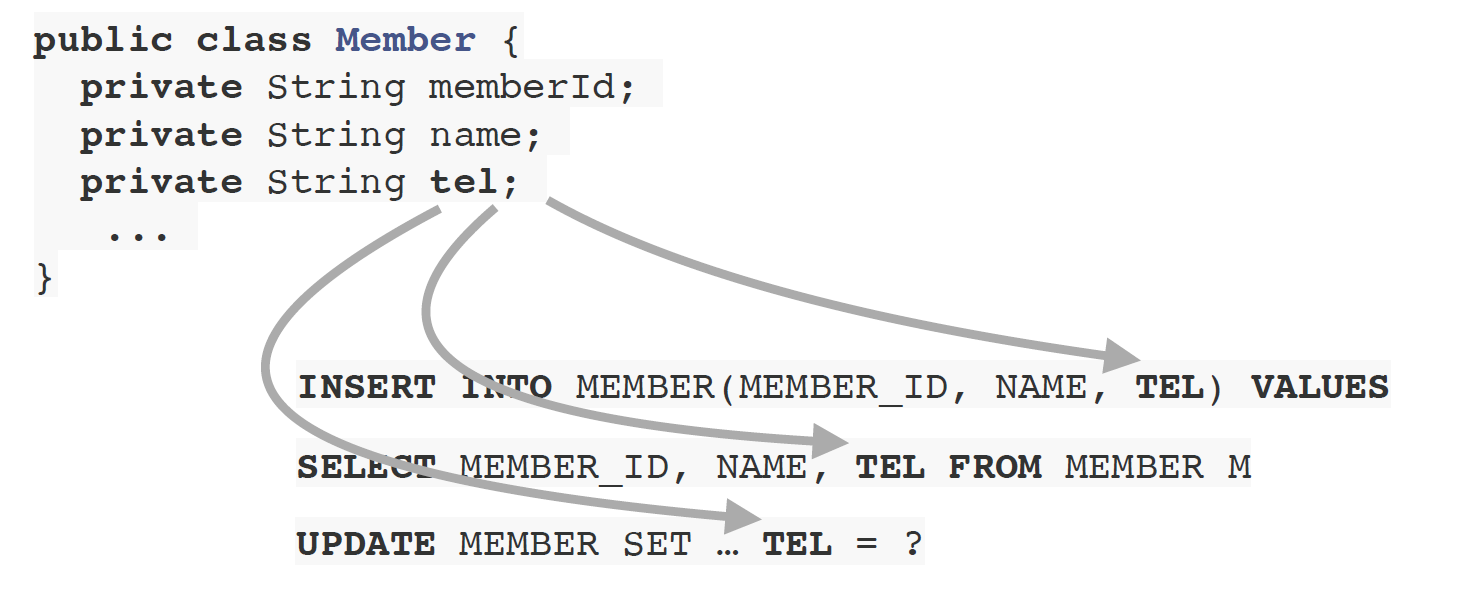 public class Member {
private String memberId;
private String name;
private String tel;
...
}
INSERT INTO MEMBER(MEMBER_ID, NAME, TEL) VALUES
SELECT MEMBER_ID, NAME, TEL FROM MEMBER M
UPDATE MEMBER SET … TEL = ?